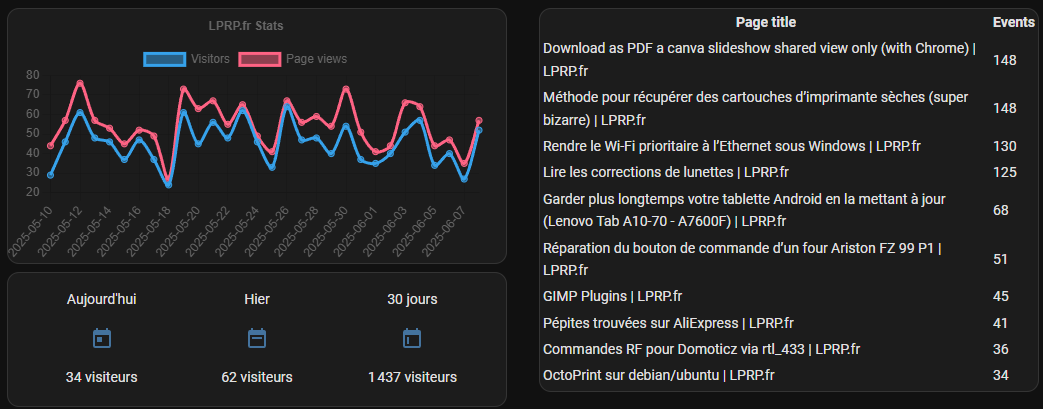 LPRP.fr Stats
Visitors
Page views
80
70
60
50
40
30
20
2025-05-10
2025-05-12
2025-05-14
2025-05-16
2025-05-18
2025-05-20
2025-05-22
2025-05-24
2025-05-26
2025-05-28
2025-05-30
2025-06-01
2025-06-03
2025-06-05
2025-06-07
Aujourd'hui
Hier
30 jours
34 visiteurs
62 visiteurs
1 437 visiteurs
Page title Events
Download as PDF a canva slideshow shared view only (with Chrome) |
LPRP.fr
148
Méthode pour récupérer des cartouches d’imprimante sèches (super
bizarre) | LPRP.fr
148
Rendre le Wi-Fi prioritaire à l’Ethernet sous Windows | LPRP.fr 130
Lire les corrections de lunettes | LPRP.fr 125
Garder plus longtemps votre tablette Android en la mettant à jour
(Lenovo Tab A10-70 - A7600F) | LPRP.fr
68
Réparation du bouton de commande d’un four Ariston FZ 99 P1 |
LPRP.fr
51
GIMP Plugins | LPRP.fr 45
Pépites trouvées sur AliExpress | LPRP.fr 41
Commandes RF pour Domoticz via rtl_433 | LPRP.fr 36
OctoPrint sur debian/ubuntu | LPRP.fr 34